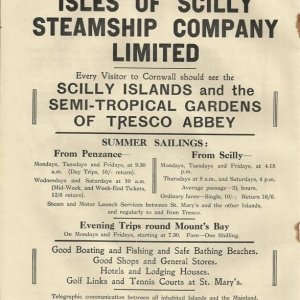 ISLES OF SCILLY
STEAMSHIP COMPANY
LIMITED
Every Visitor to Cornwall should see the
SCILLY ISLANDS and the
SEMI-TROPICAL GARDENS
OF TRESCO ABBEY
SUMMER SAILINGS:
From Penzance—
Mondays, Tuesdays and Fridays, at 9.30
a.m. (Day Trips, 10/- return).
Wednesdays and Saturdays at 10 a.m.
(Mid-Week, and Week-End Tickets,
12/6 return).
From Scilly—
Mondays, Tuesdays and Fridays, at 4.15
p.m.
Thursdays at 9 a.m., and Saturdays, 4 p.m.
Average passage—3½ hours.
Ordinary fares—Single, 10/-; Return 16/6.
Steam and Motor Launch Services between St. Mary's and the other Islands,
and regularly to and from Tresco.
Evening Trips round Mount's Bay
On Mondays and Fridays, starting at 7.30. Fare—One Shilling.
Good Boating and Fishing and Safe Bathing Beaches.
Good Shops and General Stores.
Hotels and Lodging Houses.
Golf Links and Tennis Courts at St. Mary's.
Telegraphic communication between all inhabited Islands and the Mainland.